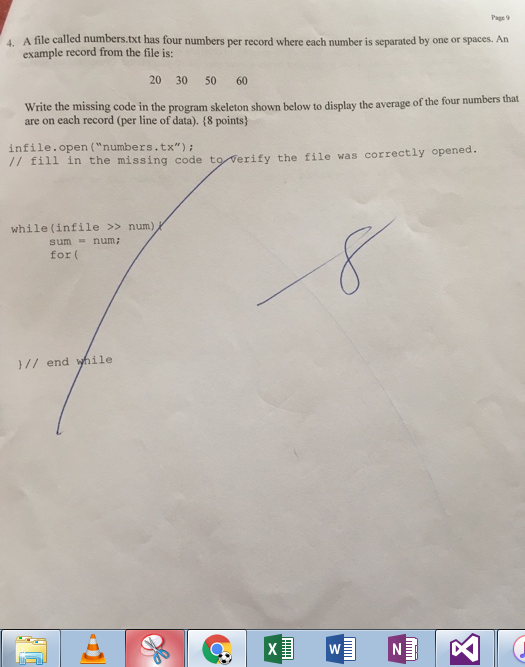 Page 9
4. A file called numbers.txt has four numbers per record where each number is separated by one or spaces. An
example record from the file is:
20 30 50 60
Write the missing code in the program skeleton shown below to display the average of the four numbers that
are on each record (per line of data). {8 points}
infile.open("numbers.tx");
// fill in the missing code to verify the file was correctly opened.
while(infile >> num){
sum = num;
for(
-8
}// end while